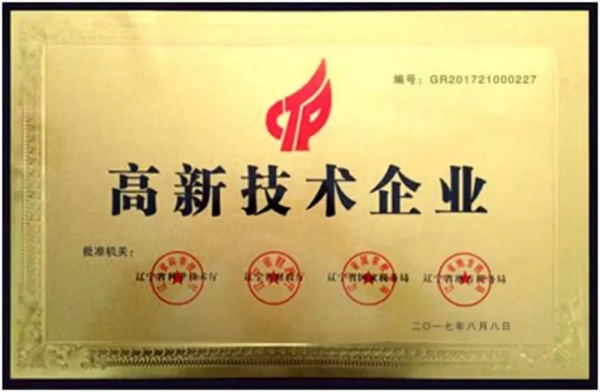 编号：GR201721000227
CTP
高新技术企业
批准机关：
辽宁省科学技术厅 辽宁省财政厅 辽宁省国家税务局 辽宁省地方税务局
二〇一七年八月八日